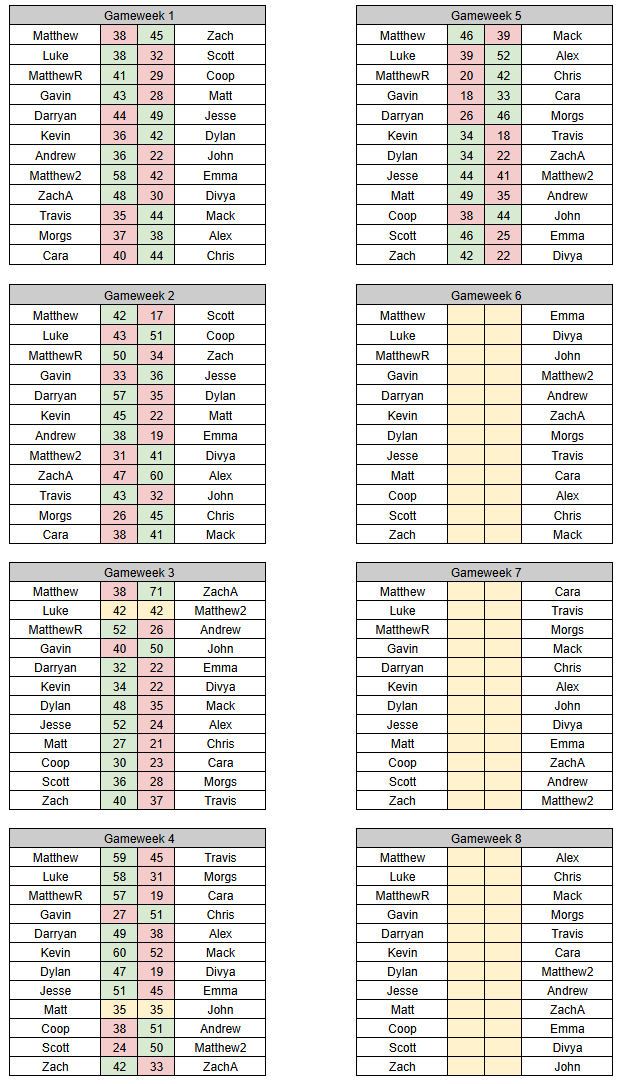 Gameweek 1
Matthew 38 45 Zach
Luke 38 32 Scott
MatthewR 41 29 Coop
Gavin 43 28 Matt
Darryan 44 49 Jesse
Kevin 36 42 Dylan
Andrew 36 22 John
Matthew2 58 42 Emma
ZachA 48 30 Divya
Travis 35 44 Mack
Morgs 37 38 Alex
Cara 40 44 Chris
Gameweek 2
Matthew 42 17 Scott
Luke 43 51 Coop
MatthewR 50 34 Zach
Gavin 33 36 Jesse
Darryan 57 35 Dylan
Kevin 45 22 Matt
Andrew 38 19 Emma
Matthew2 31 41 Divya
ZachA 47 60 Alex
Travis 43 32 John
Morgs 26 45 Chris
Cara 38 41 Mack
Gameweek 3
Matthew 38 71 ZachA
Luke 42 42 Matthew2
MatthewR 52 26 Andrew
Gavin 40 50 John
Darryan 32 22 Emma
Kevin 34 22 Divya
Dylan 48 35 Mack
Jesse 52 24 Alex
Matt 27 21 Chris
Coop 30 23 Cara
Scott 36 28 Morgs
Zach 40 37 Travis
Gameweek 4
Matthew 59 45 Travis
Luke 58 31 Morgs
MatthewR 57 19 Cara
Gavin 27 51 Chris
Darryan 49 38 Alex
Kevin 60 52 Mack
Dylan 47 19 Divya
Jesse 51 45 Emma
Matt 35 35 John
Coop 38 51 Andrew
Scott 24 50 Matthew2
Zach 42 33 ZachA
Gameweek 5
Matthew 46 39 Mack
Luke 39 52 Alex
MatthewR 20 42 Chris
Gavin 18 33 Cara
Darryan 26 46 Morgs
Kevin 34 18 Travis
Dylan 34 22 ZachA
Jesse 44 41 Matthew2
Matt 49 35 Andrew
Coop 38 44 John
Scott 46 25 Emma
Zach 42 22 Divya
Gameweek 6
Matthew Emma
Luke Divya
MatthewR John
Gavin Matthew2
Darryan Andrew
Kevin ZachA
Dylan Morgs
Jesse Travis
Matt Cara
Coop Alex
Scott Chris
Zach Mack
Gameweek 7
Matthew Cara
Luke Travis
MatthewR Morgs
Gavin Mack
Darryan Chris
Kevin Alex
Dylan John
Jesse Divya
Matt Emma
Coop ZachA
Scott Andrew
Zach Matthew2
Gameweek 8
Matthew Alex
Luke Chris
MatthewR Mack
Gavin Morgs
Darryan Travis
Kevin Cara
Dylan Matthew2
Jesse Andrew
Matt ZachA
Coop Emma
Scott Divya
Zach John